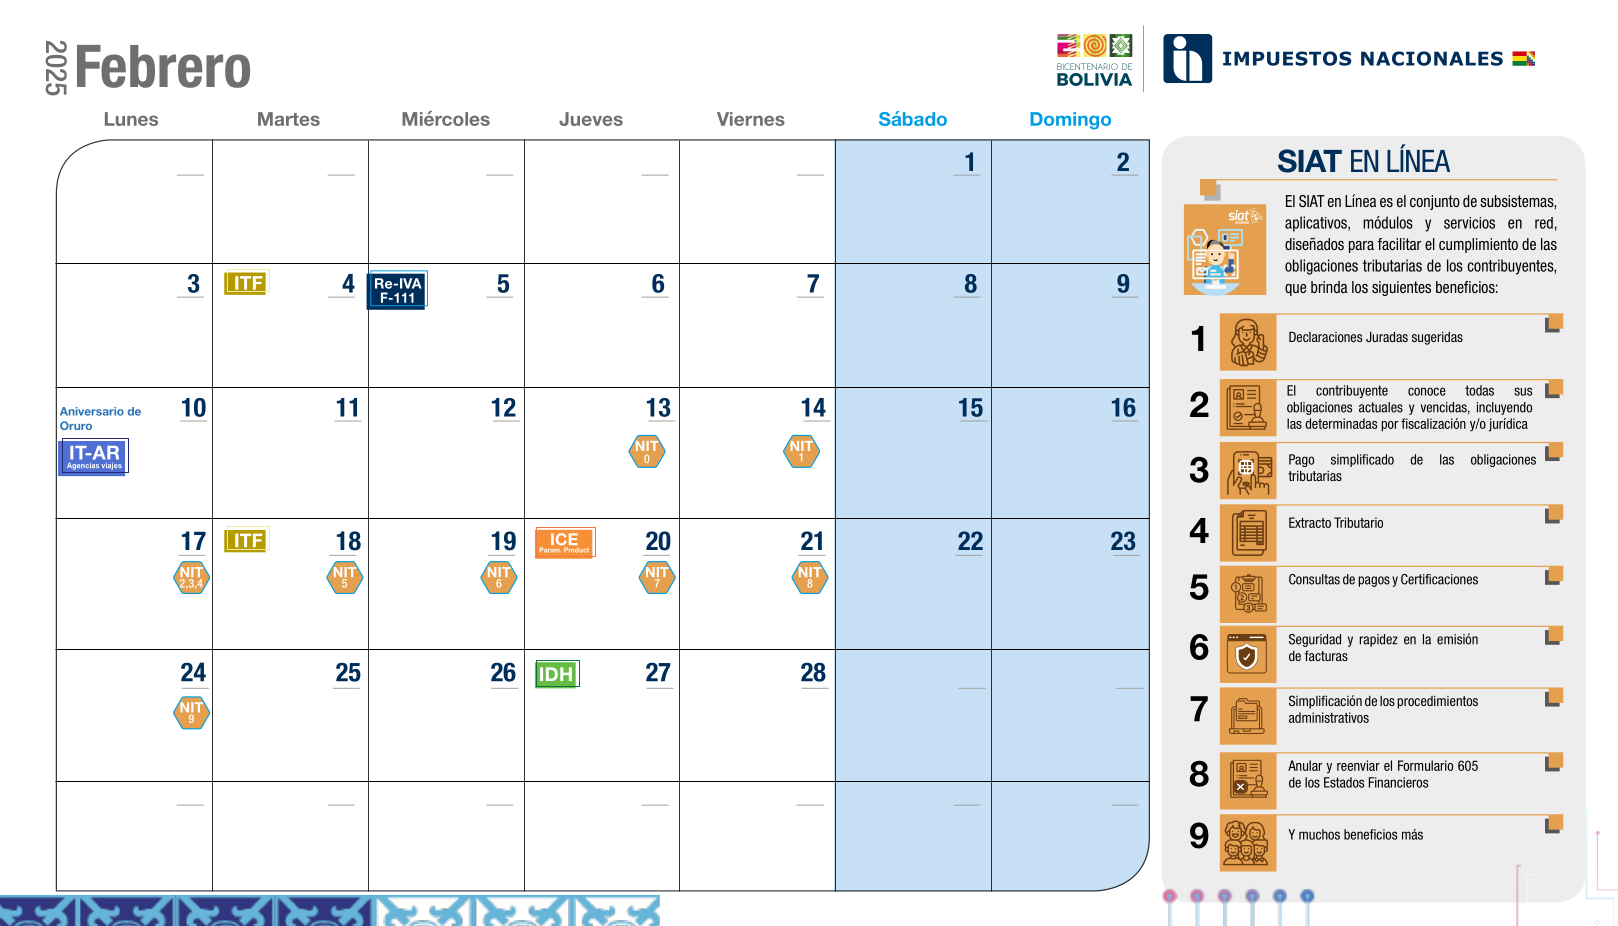 2025
Febrero
BICENTENARIO DE
BOLIVIA
IMPUESTOS NACIONALES
Lunes Martes Miércoles Jueves Viernes Sábado Domingo
1 2
3 ITF 4 Re-IVA F-111 5 6 7 8 9
Aniversario de
Oruro
10 11 12 13 14 15 16
IT-AR
Agencias viajes
NIT 0
NIT 1
17 ITF 18 19 ICE Param. Product 20 21 22 23
NIT 2,3,4
NIT 5
NIT 6
NIT 7
NIT 8
24 25 26 IDH 27 28
NIT 9
SIAT EN LÍNEA
siat
El SIAT en Línea es el conjunto de subsistemas,
aplicativos, módulos y servicios en red,
diseñados para facilitar el cumplimiento de las
obligaciones tributarias de los contribuyentes,
que brinda los siguientes beneficios:
1 Declaraciones Juradas sugeridas
2 El contribuyente conoce todas sus
obligaciones actuales y vencidas, incluyendo
las determinadas por fiscalización y/o jurídica
3 Pago simplificado de las obligaciones
tributarias
4 Extracto Tributario
5 Consultas de pagos y Certificaciones
6 Seguridad y rapidez en la emisión
de facturas
7 Simplificación de los procedimientos
administrativos
8 Anular y reenviar el Formulario 605
de los Estados Financieros
9 Y muchos beneficios más